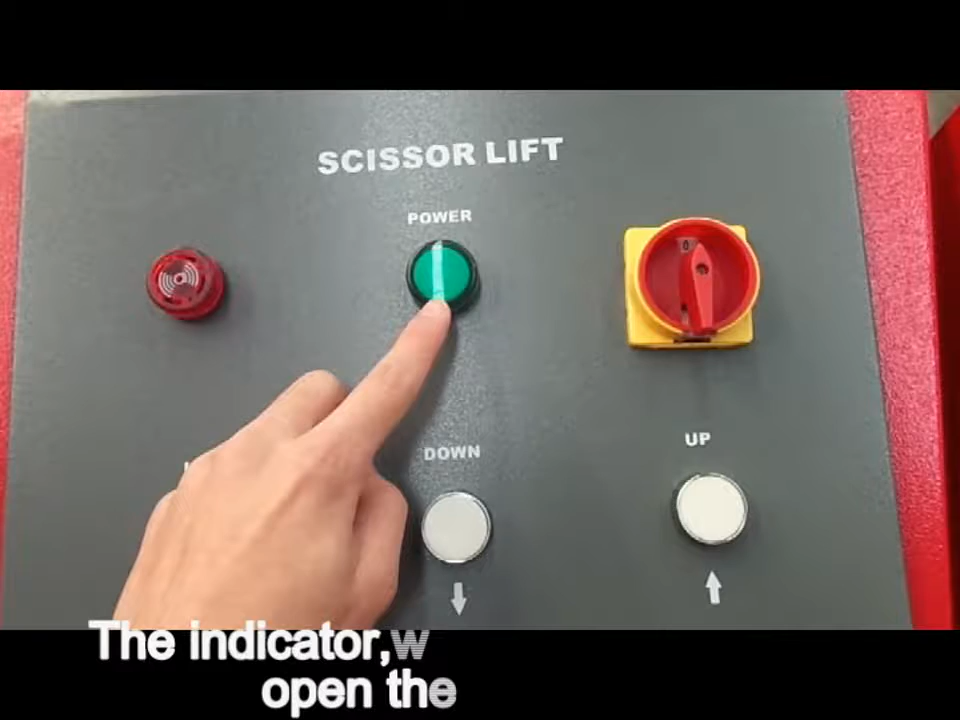 SCISSOR LIFT
POWER
0
DOWN
UP
The indicator,w
open the